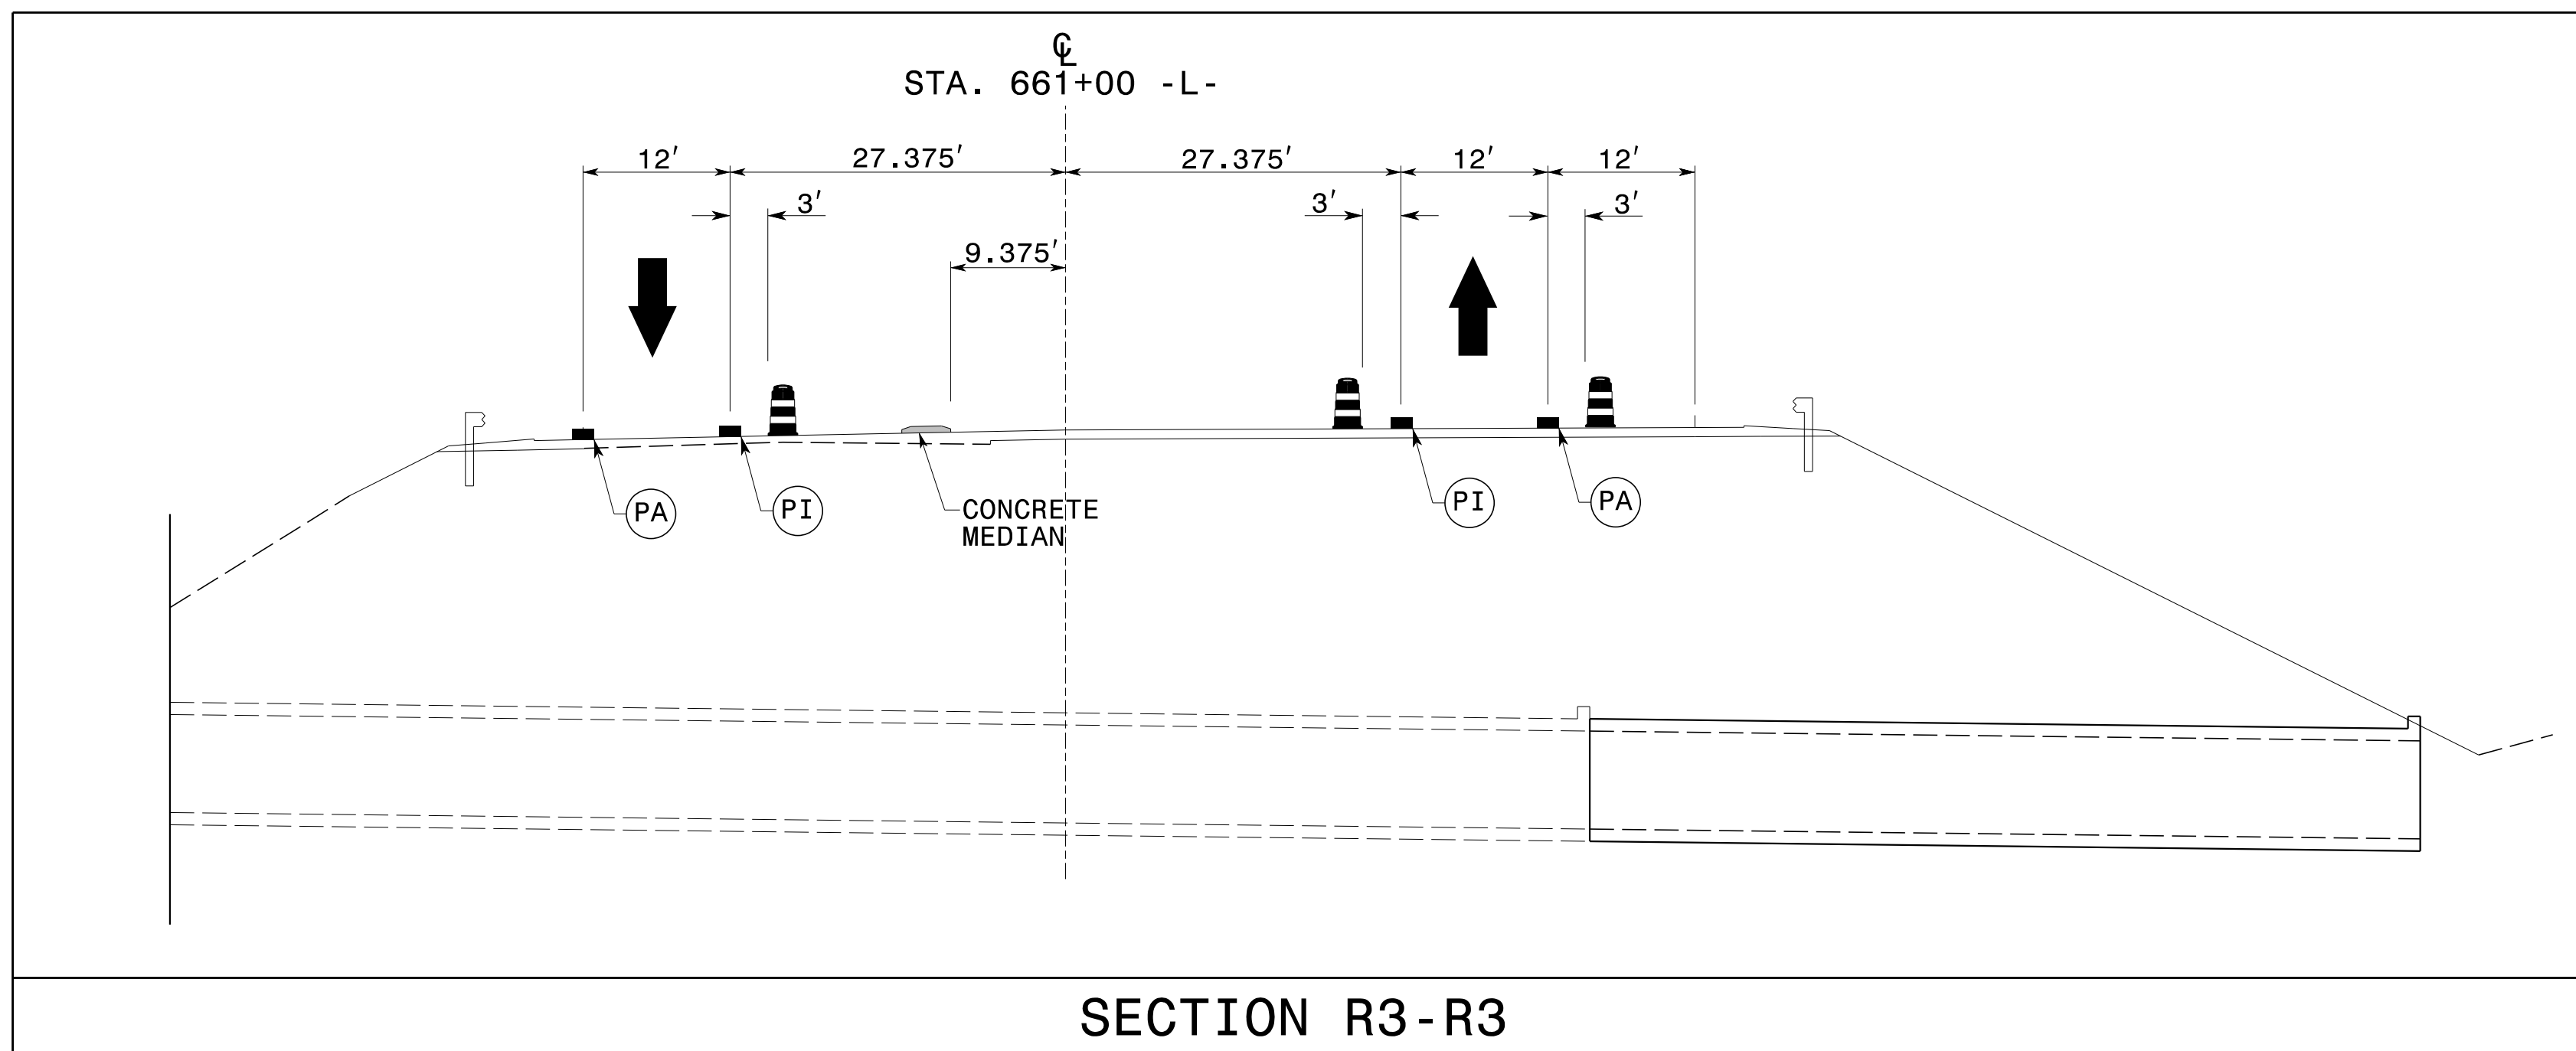 ℄
STA. 661+00 -L-
12' 27.375' 27.375' 12' 12'
3' 3' 3'
9.375'
PA PI CONCRETE MEDIAN PI PA
SECTION R3-R3